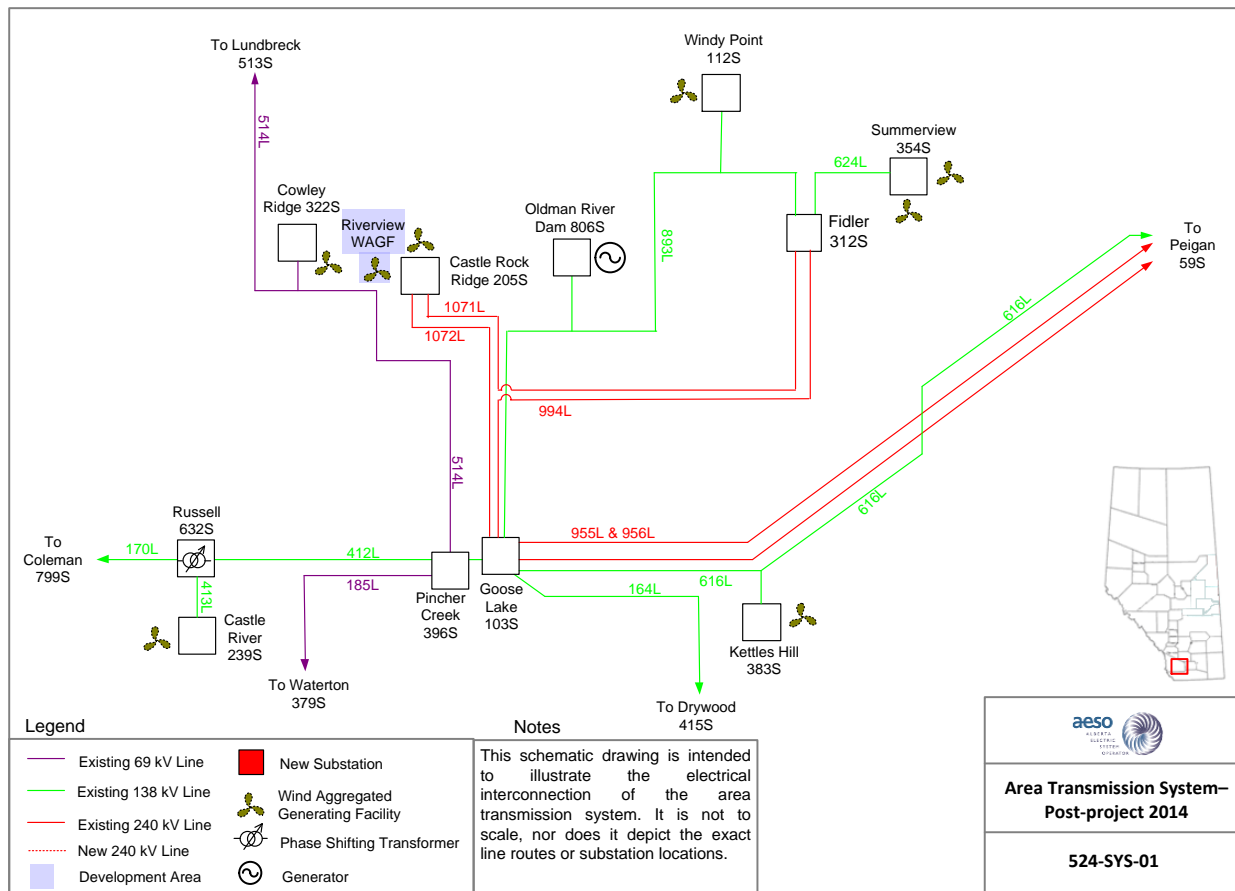 To Lundbreck
513S
Windy Point
112S
514L
Summerview
354S
624L
Cowley
Ridge 322S
Riverview
WAGF
Oldman River
Dam 806S
893L
Fidler
312S
To
Peigan
59S
Castle Rock
Ridge 205S
1071L
1072L
616L
994L
514L
616L
Russell
632S
955L & 956L
To
Coleman
799S
170L
412L
185L
616L
413L
Pincher
Creek
396S
Goose
Lake
103S
164L
Castle
River
239S
Kettles Hill
383S
To Waterton
379S
To Drywood
415S
Legend
Existing 69 kV Line
Existing 138 kV Line
Existing 240 kV Line
New 240 kV Line
Development Area
New Substation
Wind Aggregated
Generating Facility
Phase Shifting Transformer
Generator
Notes
This schematic drawing is intended
to illustrate the electrical
interconnection of the area
transmission system. It is not to
scale, nor does it depict the exact
line routes or substation locations.
aeso
ALBERTA
ELECTRIC
SYSTEM
OPERATOR
Area Transmission System–
Post-project 2014
524-SYS-01